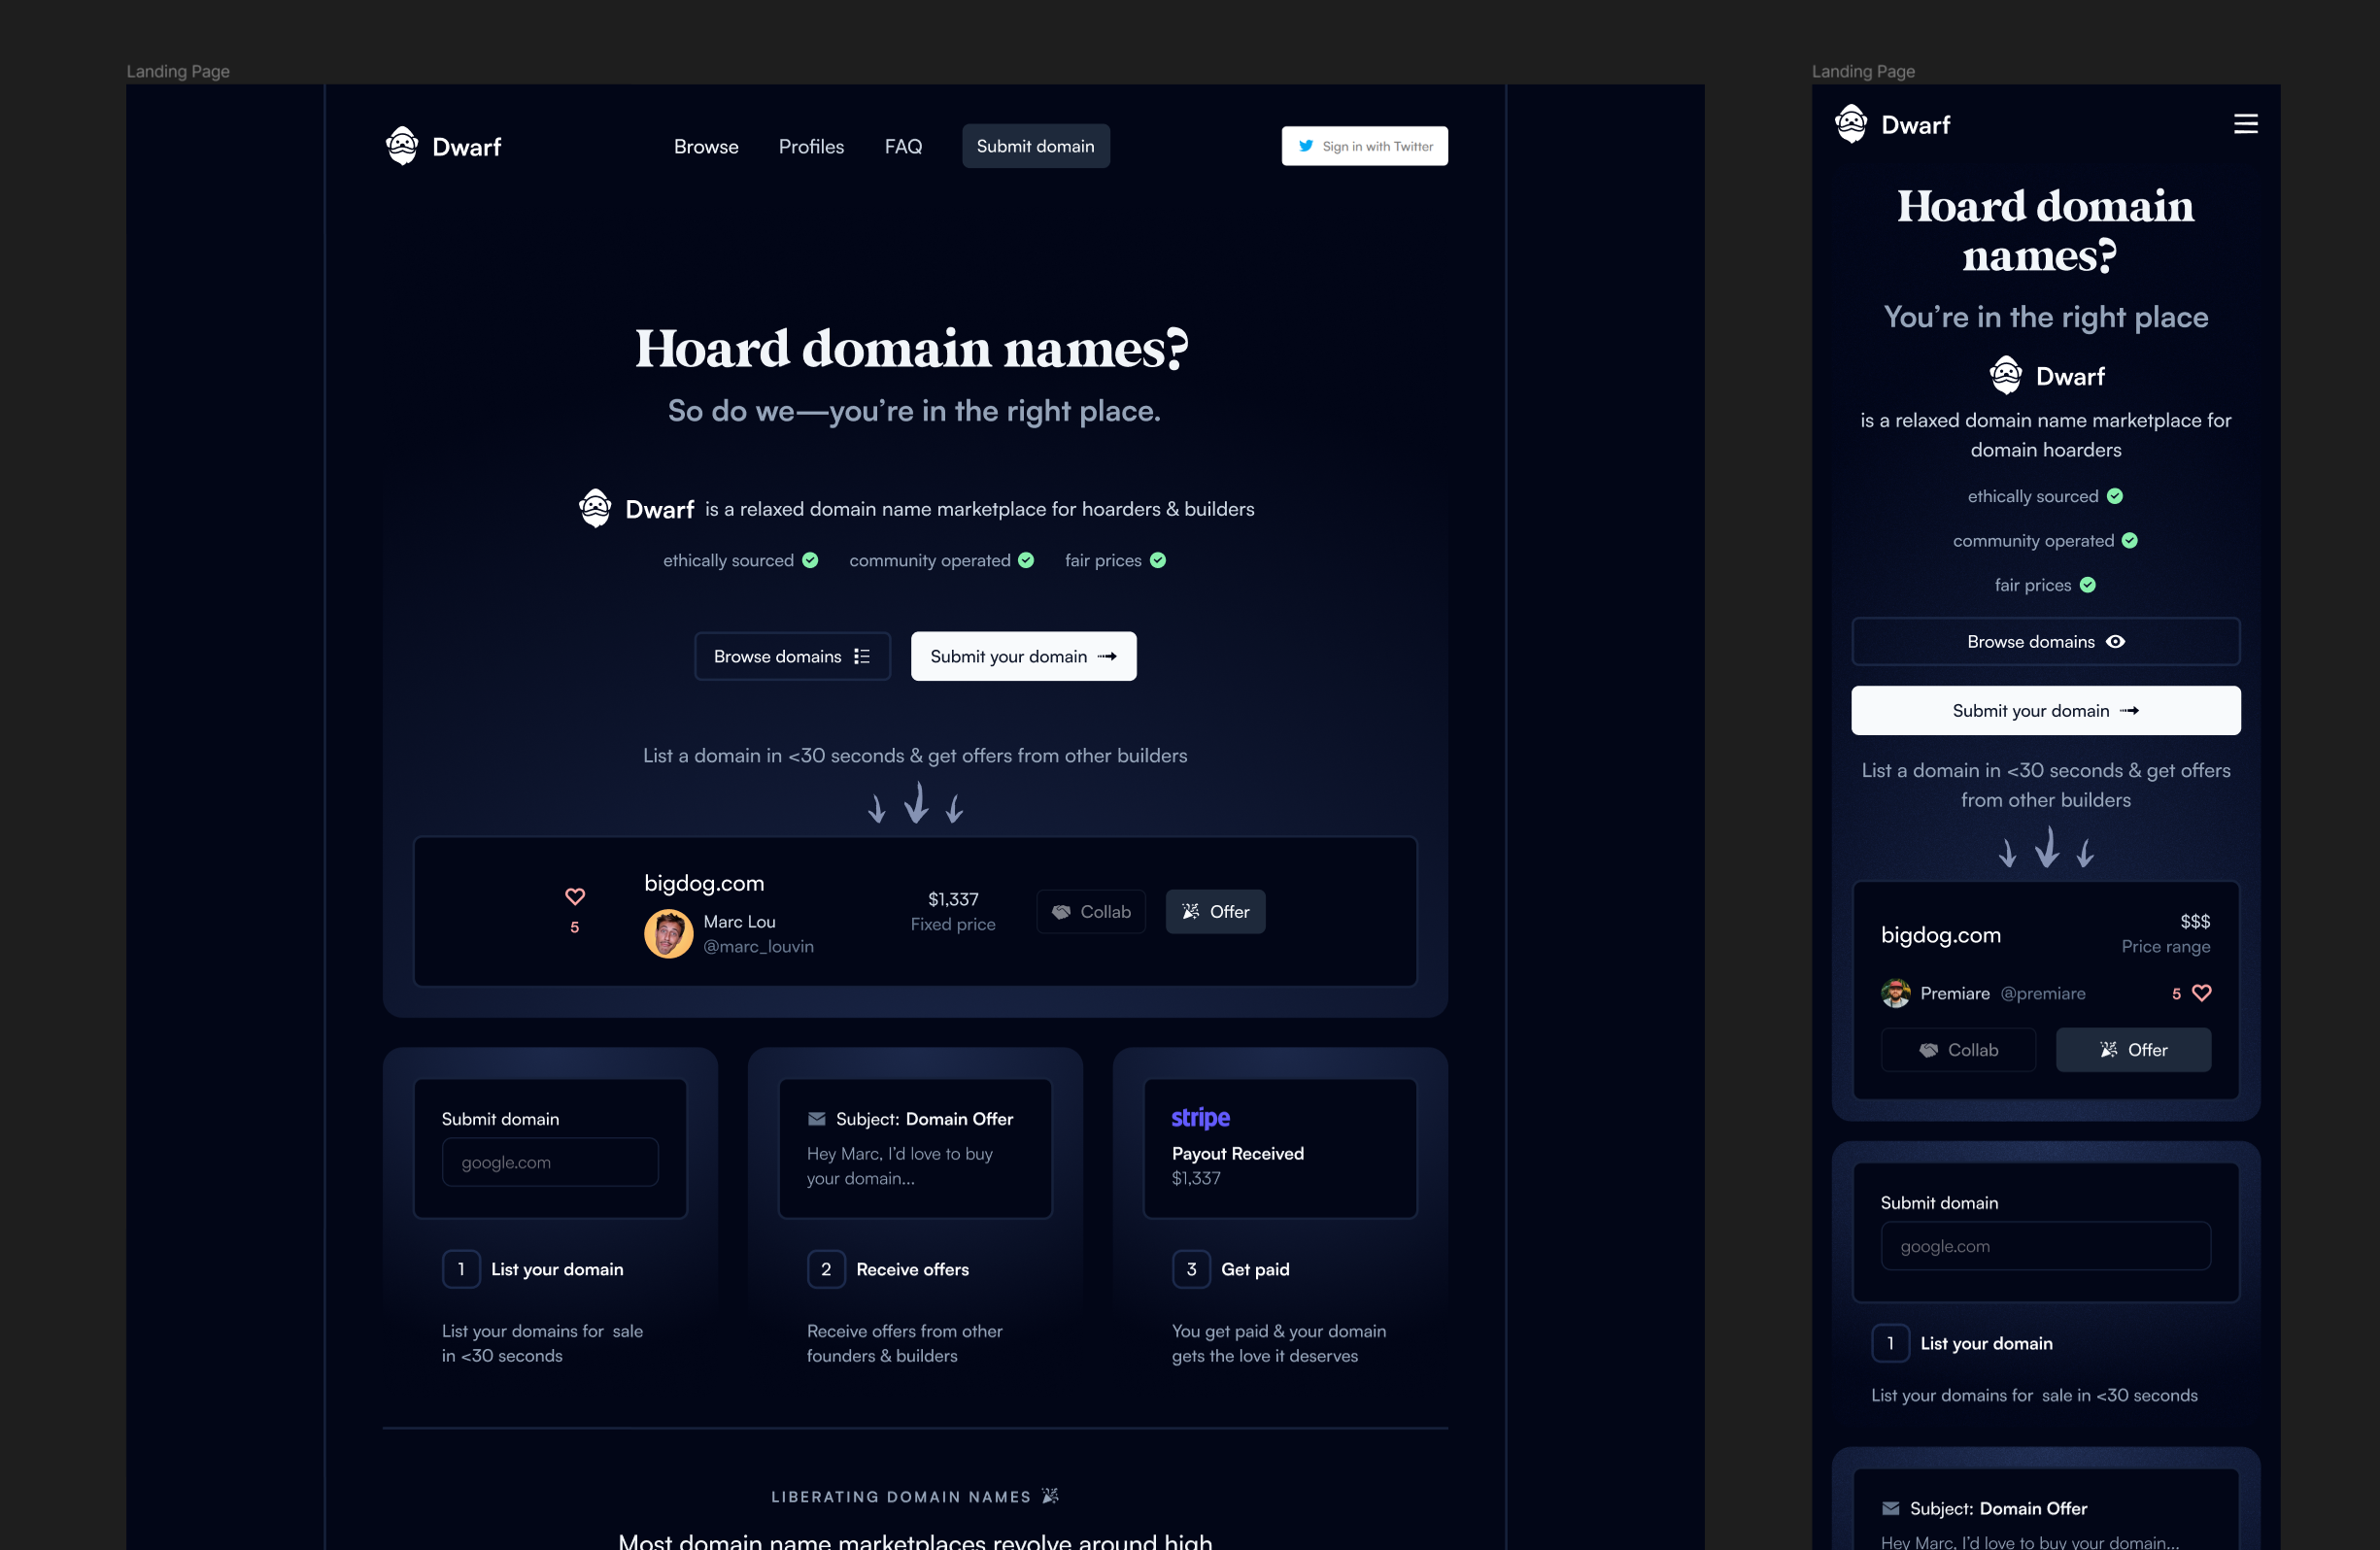 Landing Page
Dwarf
Browse
Profiles
FAQ
Submit domain
Sign in with Twitter
Hoard domain names?
So do we—you’re in the right place.
Dwarf is a relaxed domain name marketplace for hoarders & builders
ethically sourced
community operated
fair prices
Browse domains
Submit your domain
List a domain in <30 seconds & get offers from other builders
5
bigdog.com
Marc Lou
@marc_louvin
$1,337
Fixed price
Collab
Offer
Submit domain
google.com
1 List your domain
List your domains for  sale
in <30 seconds
Subject: Domain Offer
Hey Marc, I’d love to buy
your domain...
2 Receive offers
Receive offers from other
founders & builders
stripe
Payout Received
$1,337
3 Get paid
You get paid & your domain
gets the love it deserves
LIBERATING DOMAIN NAMES
Most domain name marketplaces revolve around high
Landing Page
Dwarf
Hoard domain
names?
You’re in the right place
Dwarf
is a relaxed domain name marketplace for
domain hoarders
ethically sourced
community operated
fair prices
Browse domains
Submit your domain
List a domain in <30 seconds & get offers
from other builders
bigdog.com
$$$
Price range
Premiare @premiare
5
Collab
Offer
Submit domain
google.com
1 List your domain
List your domains for  sale in <30 seconds
Subject: Domain Offer
Hey Marc, I’d love to buy your domain...